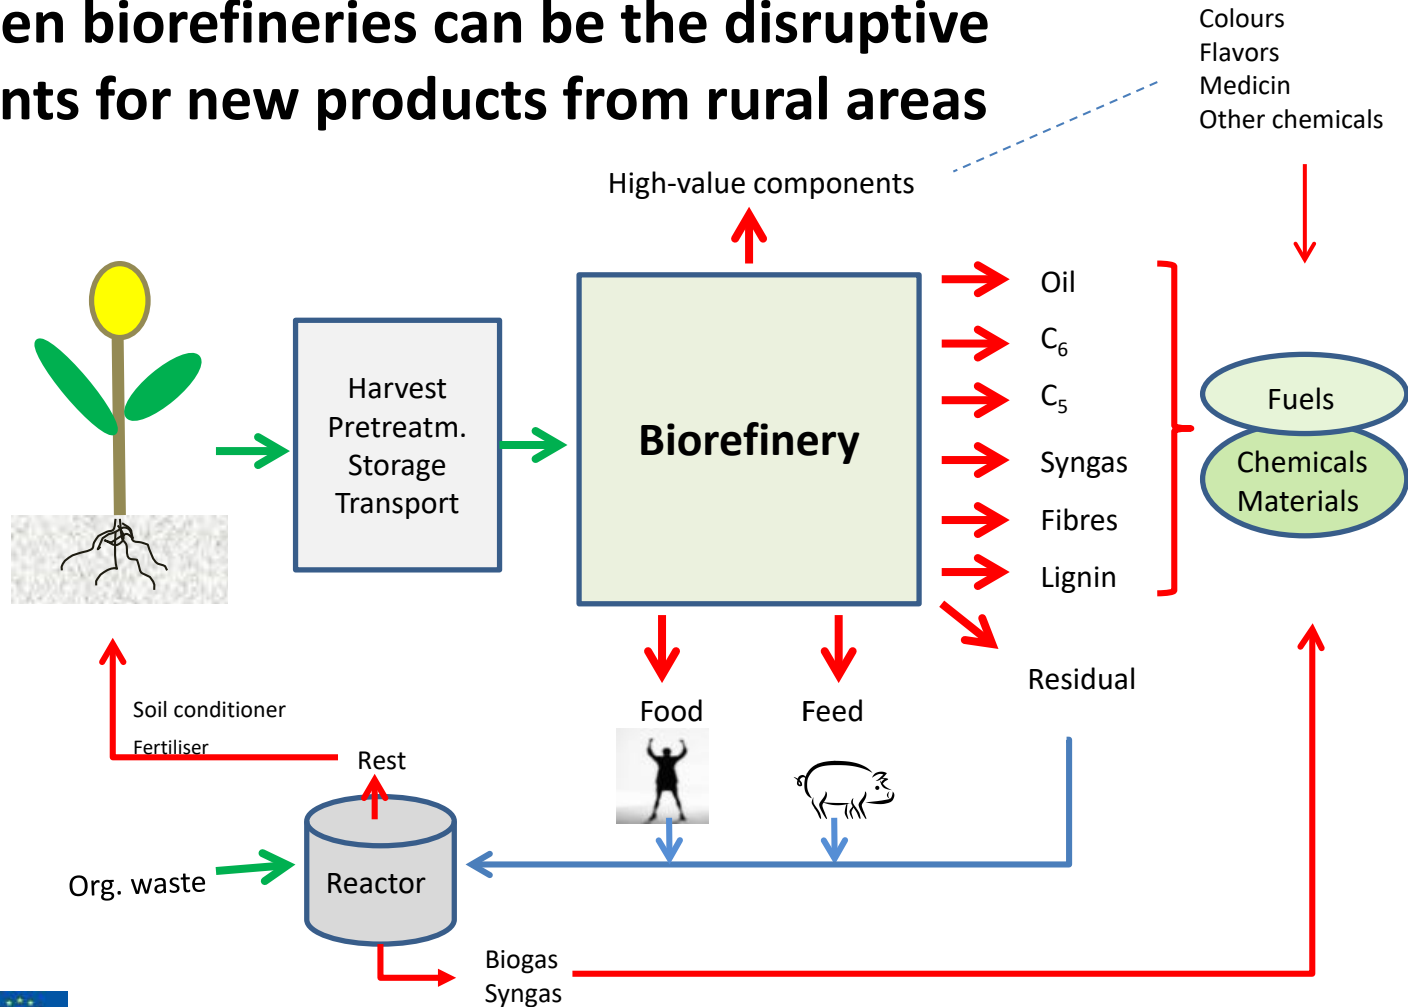 en biorefineries can be the disruptive
nts for new products from rural areas
Colours
Flavors
Medicin
Other chemicals
High-value components
Harvest
Pretreatm.
Storage
Transport
Biorefinery
Oil
C₆
C₅
Syngas
Fibres
Lignin
Fuels
Chemicals
Materials
Residual
Food
Feed
Soil conditioner
Fertiliser
Rest
Org. waste
Reactor
Biogas
Syngas